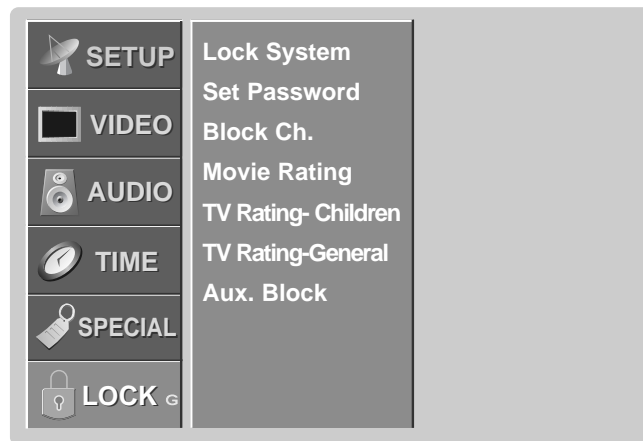 SETUP
VIDEO
AUDIO
TIME
SPECIAL
LOCK G
Lock System
Set Password
Block Ch.
Movie Rating
TV Rating- Children
TV Rating-General
Aux. Block